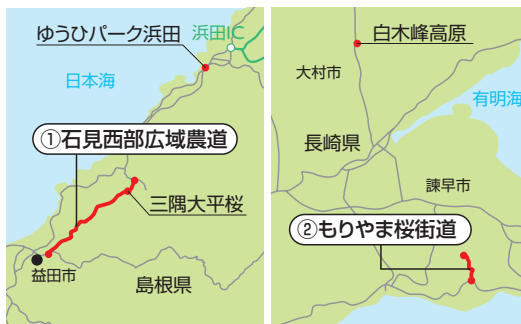 ゆうひパーク浜田
浜田IC
日本海
①石見西部広域農道
三隅大平桜
益田市
島根県
白木峰高原
大村市
有明海
長崎県
諫早市
②もりやま桜街道